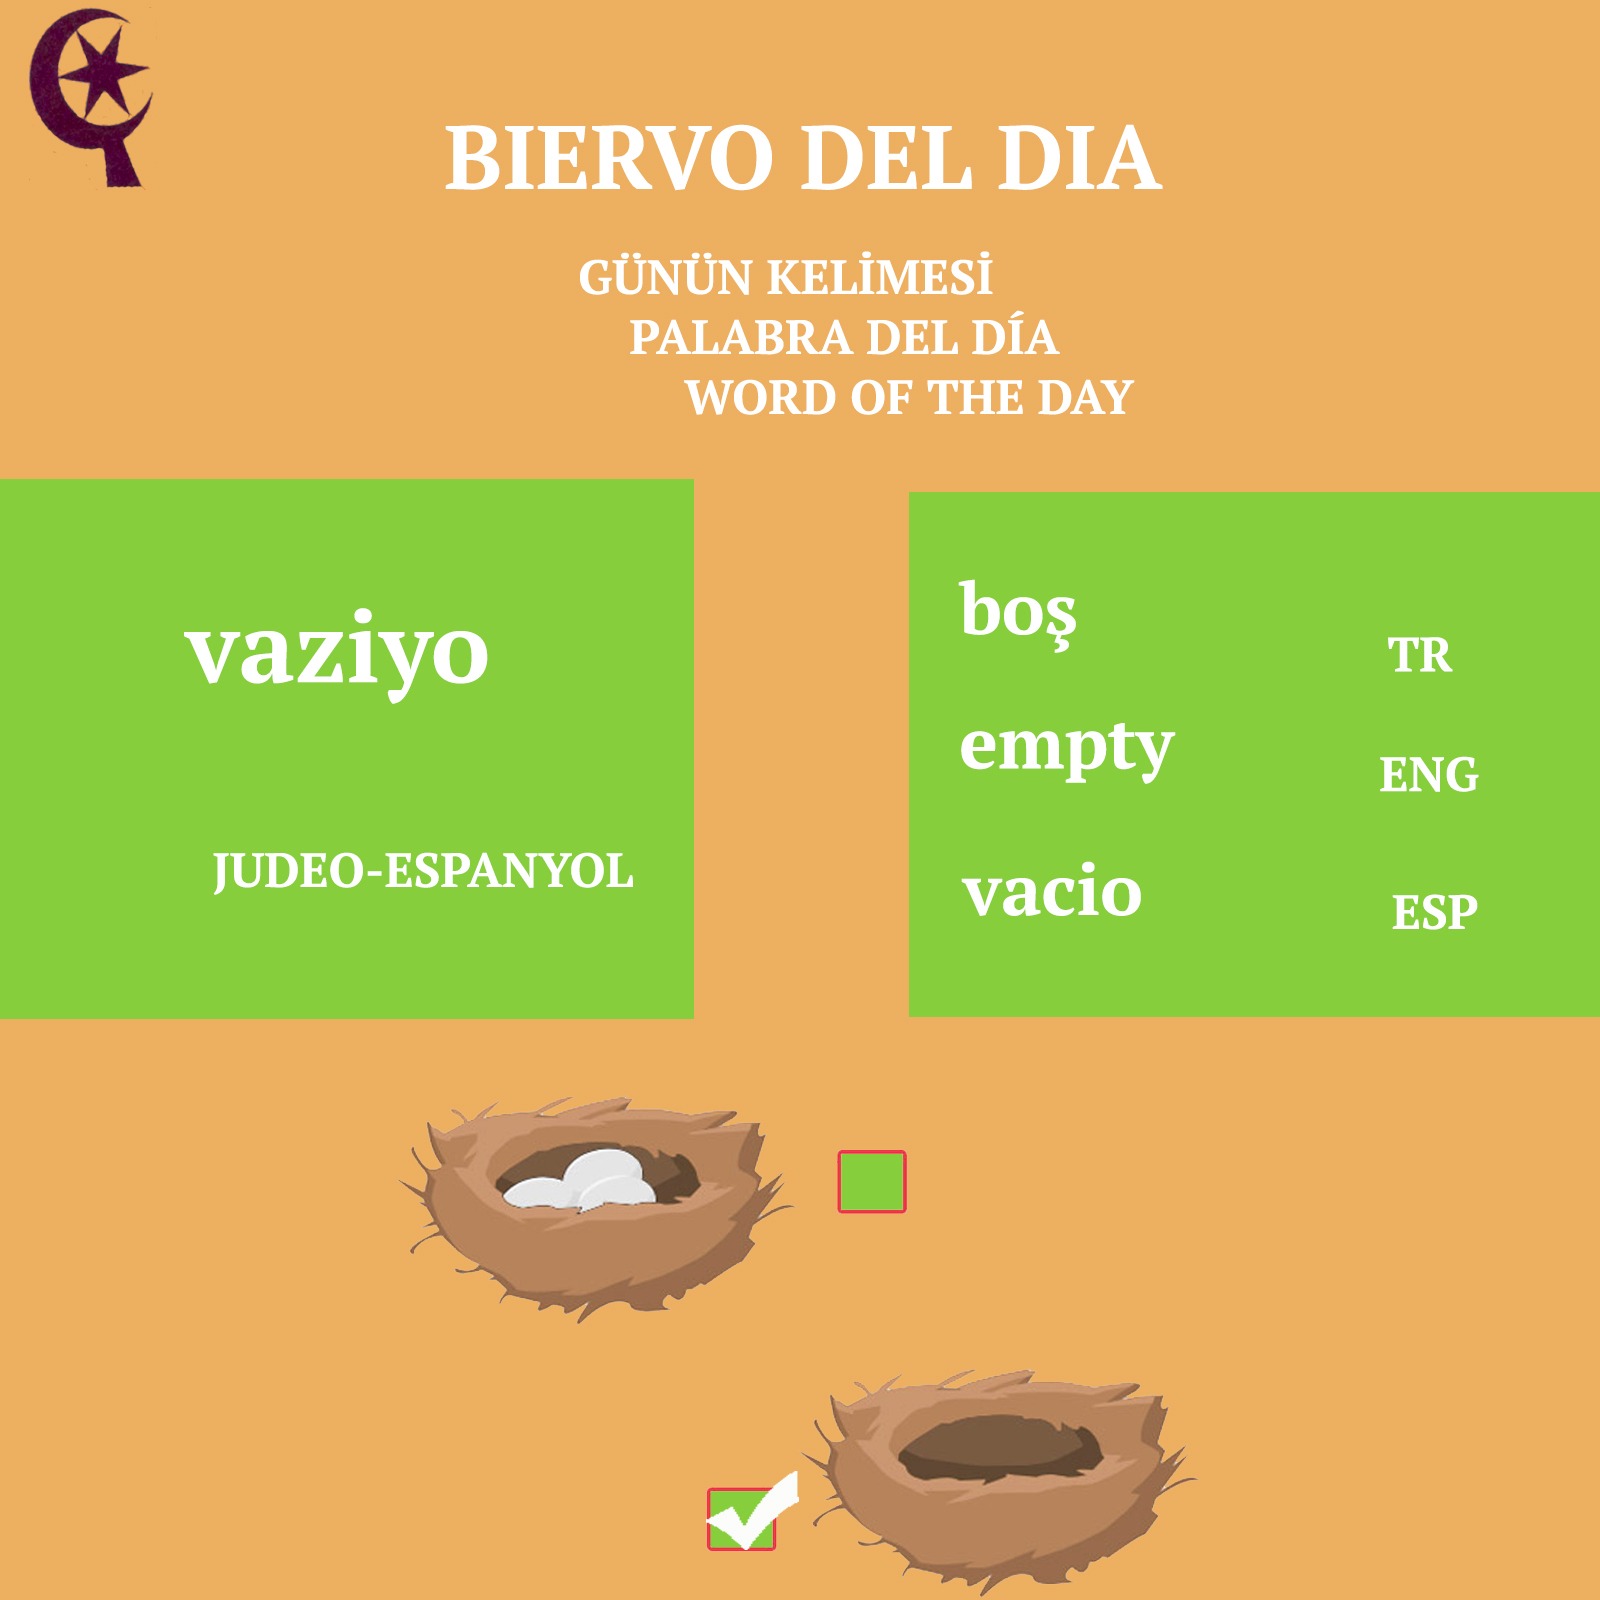 BIERVO DEL DIA
GÜNÜN KELİMESİ
PALABRA DEL DÍA
WORD OF THE DAY
vaziyo
JUDEO-ESPANYOL
boş
TR
empty
ENG
vacio
ESP